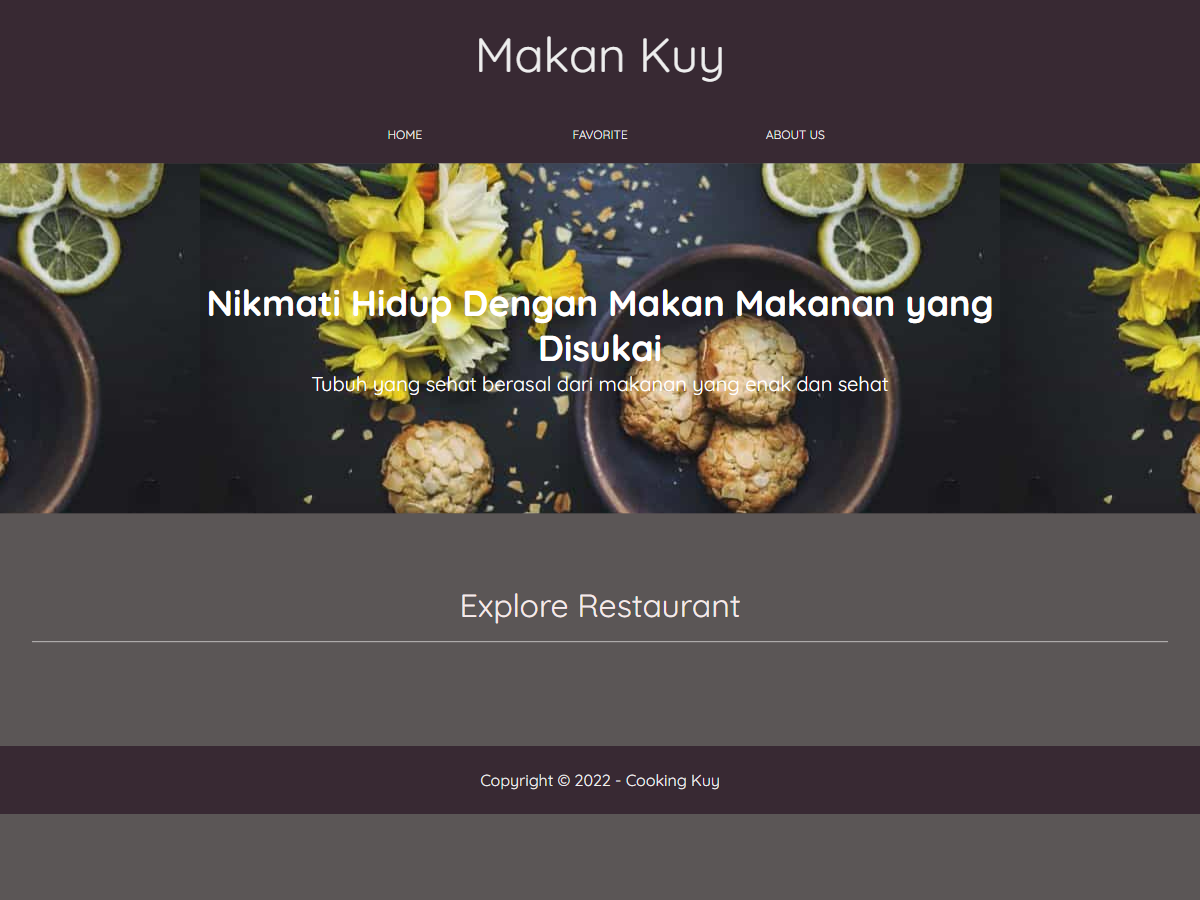 Makan Kuy
HOME FAVORITE ABOUT US
Nikmati Hidup Dengan Makan Makanan yang
Disukai
Tubuh yang sehat berasal dari makanan yang enak dan sehat
Explore Restaurant
Copyright © 2022 - Cooking Kuy